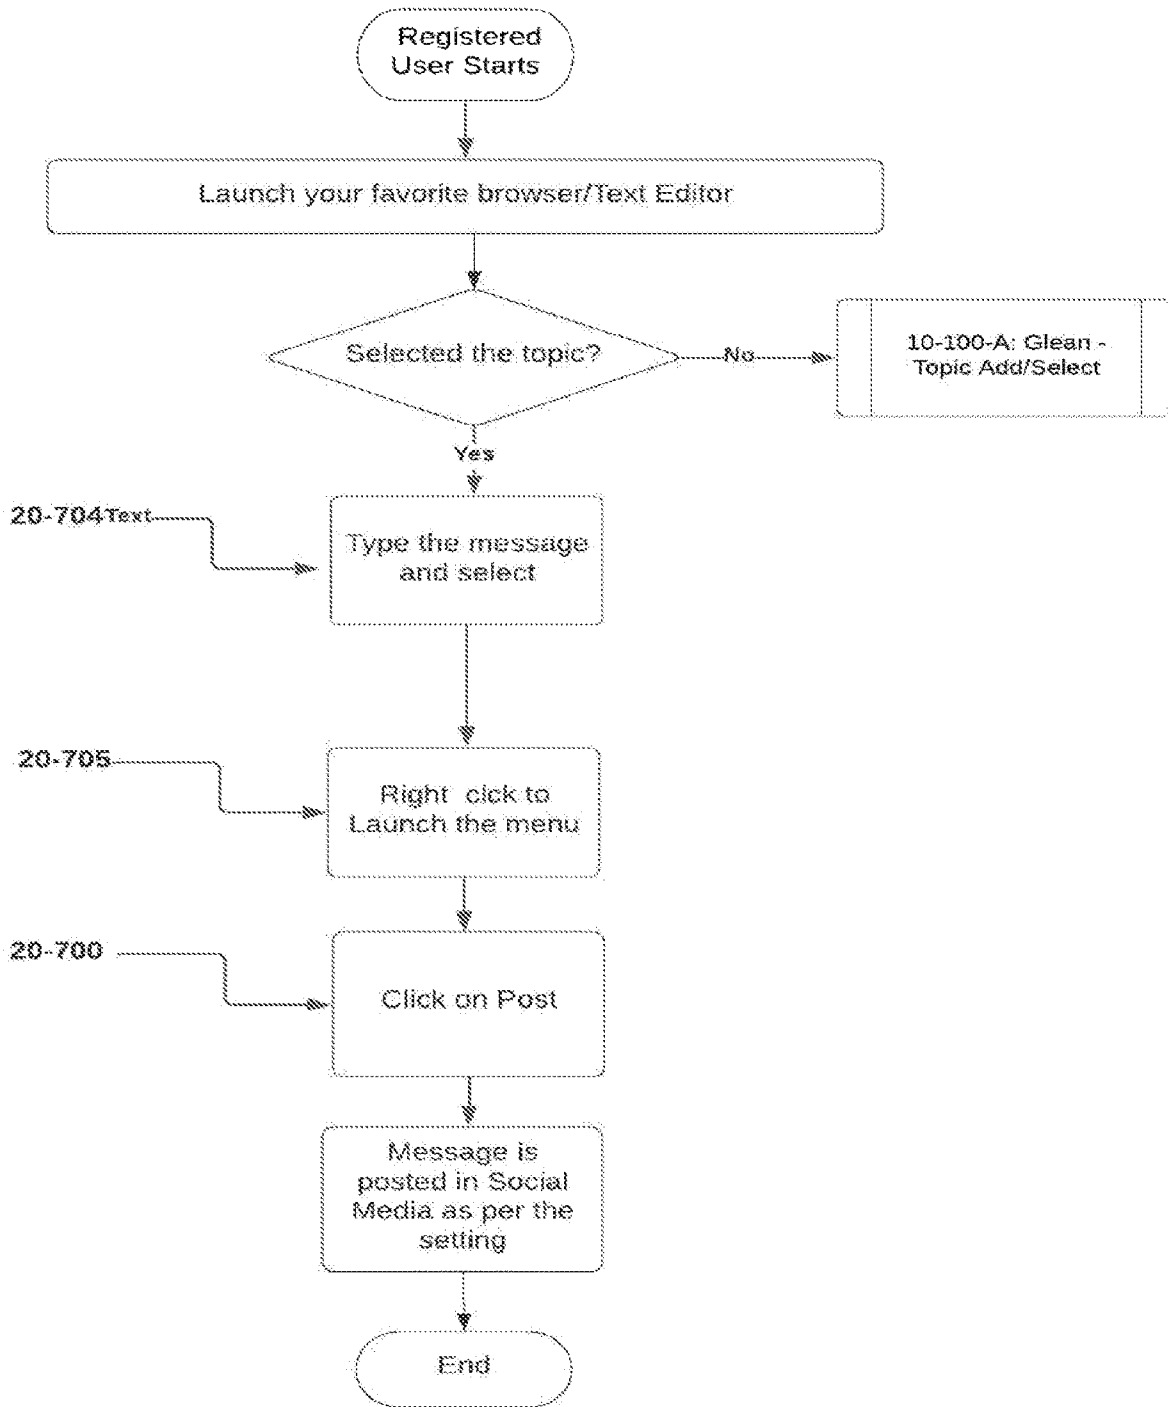 Registered
User Starts
Launch your favorite browser/Text Editor
Selected the topic?
No
10-100-A: Glean -
Topic Add/Select
Yes
20-704Text
Type the message
and select
20-705
Right cick to
Launch the menu
20-700
Click on Post
Message is
posted in Social
Media as per the
setting
End